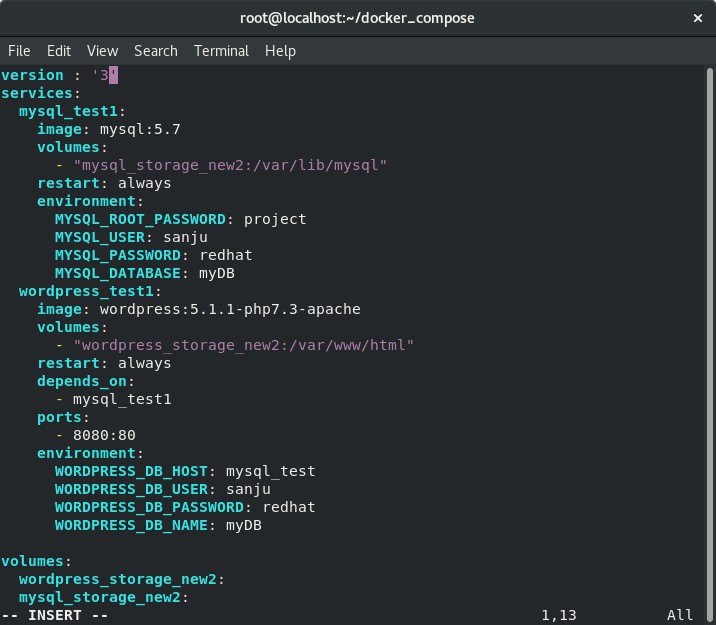 root@localhost:~/docker_compose ×
File Edit View Search Terminal Help
version : '3'
services:
  mysql_test1:
    image: mysql:5.7
    volumes:
      - "mysql_storage_new2:/var/lib/mysql"
    restart: always
    environment:
      MYSQL_ROOT_PASSWORD: project
      MYSQL_USER: sanju
      MYSQL_PASSWORD: redhat
      MYSQL_DATABASE: myDB
  wordpress_test1:
    image: wordpress:5.1.1-php7.3-apache
    volumes:
      - "wordpress_storage_new2:/var/www/html"
    restart: always
    depends_on:
      - mysql_test1
    ports:
      - 8080:80
    environment:
      WORDPRESS_DB_HOST: mysql_test
      WORDPRESS_DB_USER: sanju
      WORDPRESS_DB_PASSWORD: redhat
      WORDPRESS_DB_NAME: myDB

volumes:
  wordpress_storage_new2:
  mysql_storage_new2:
-- INSERT -- 1,13 All